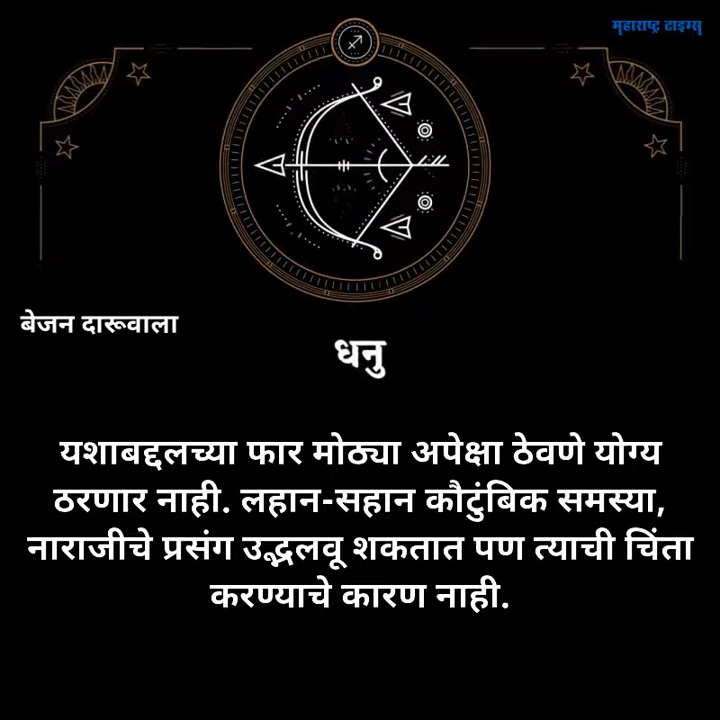 महाराष्ट्र टाइम्स
बेजन दारूवाला
धनु
यशाबद्दलच्या फार मोठ्या अपेक्षा ठेवणे योग्य
ठरणार नाही. लहान-सहान कौटुंबिक समस्या,
नाराजीचे प्रसंग उद्भलवू शकतात पण त्याची चिंता
करण्याचे कारण नाही.